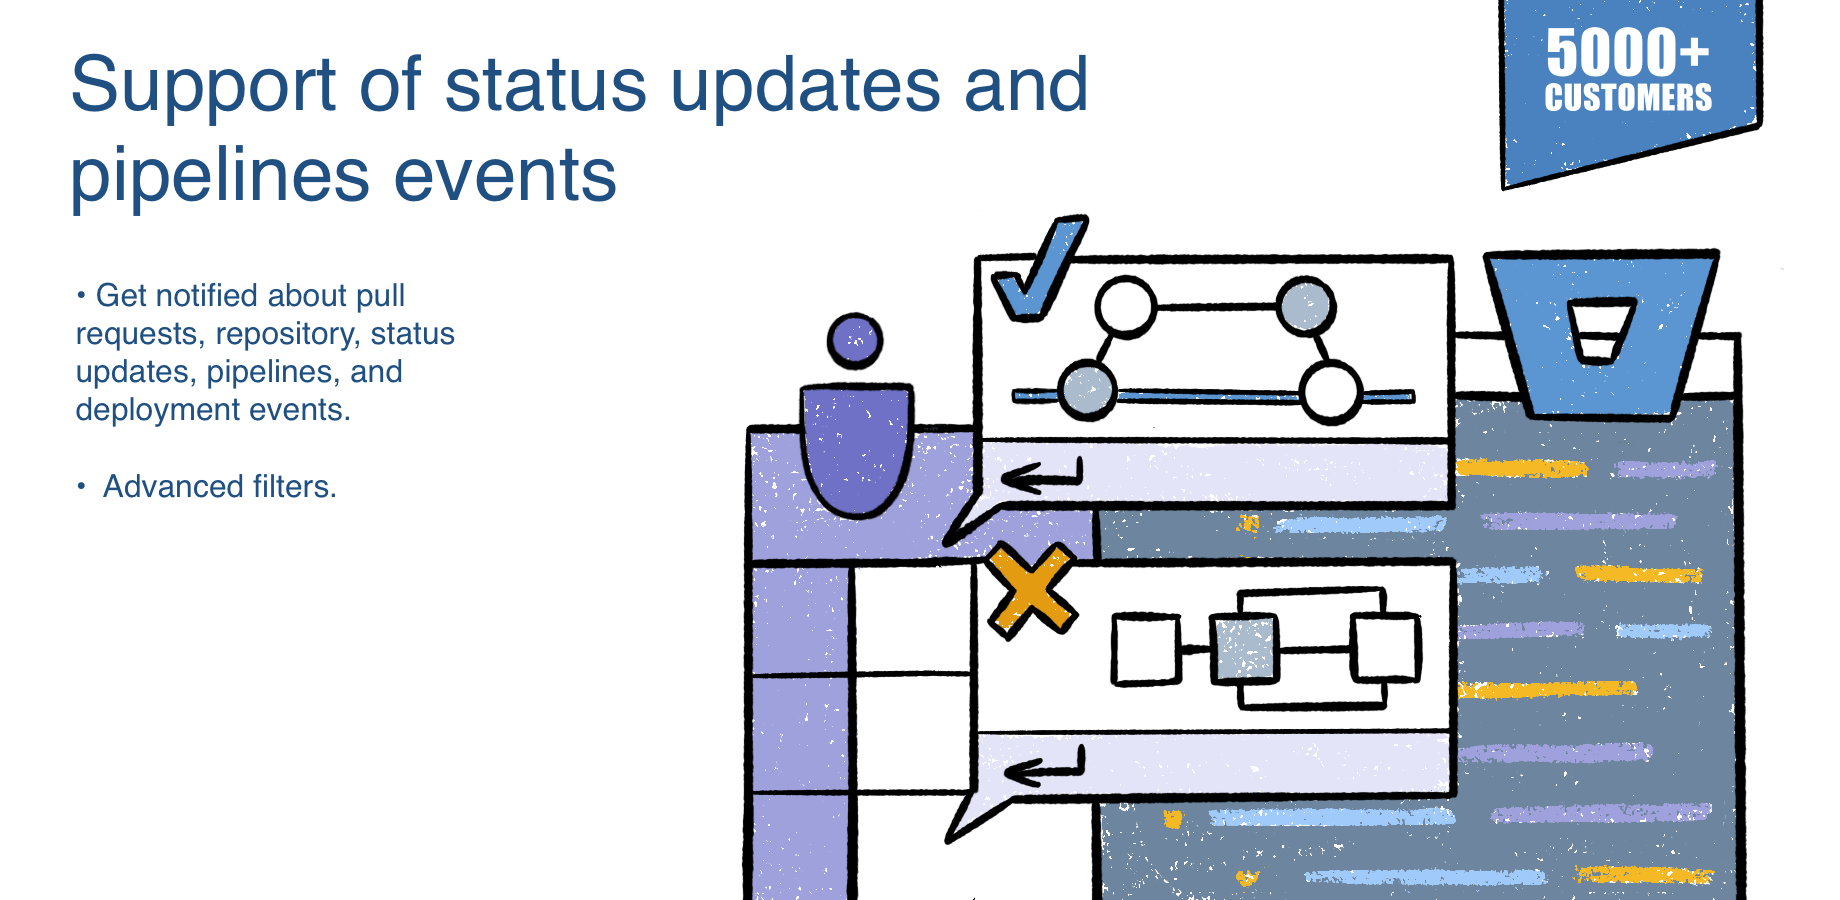 Support of status updates and
pipelines events
5000+
CUSTOMERS
• Get notified about pull
requests, repository, status
updates, pipelines, and
deployment events.
• Advanced filters.